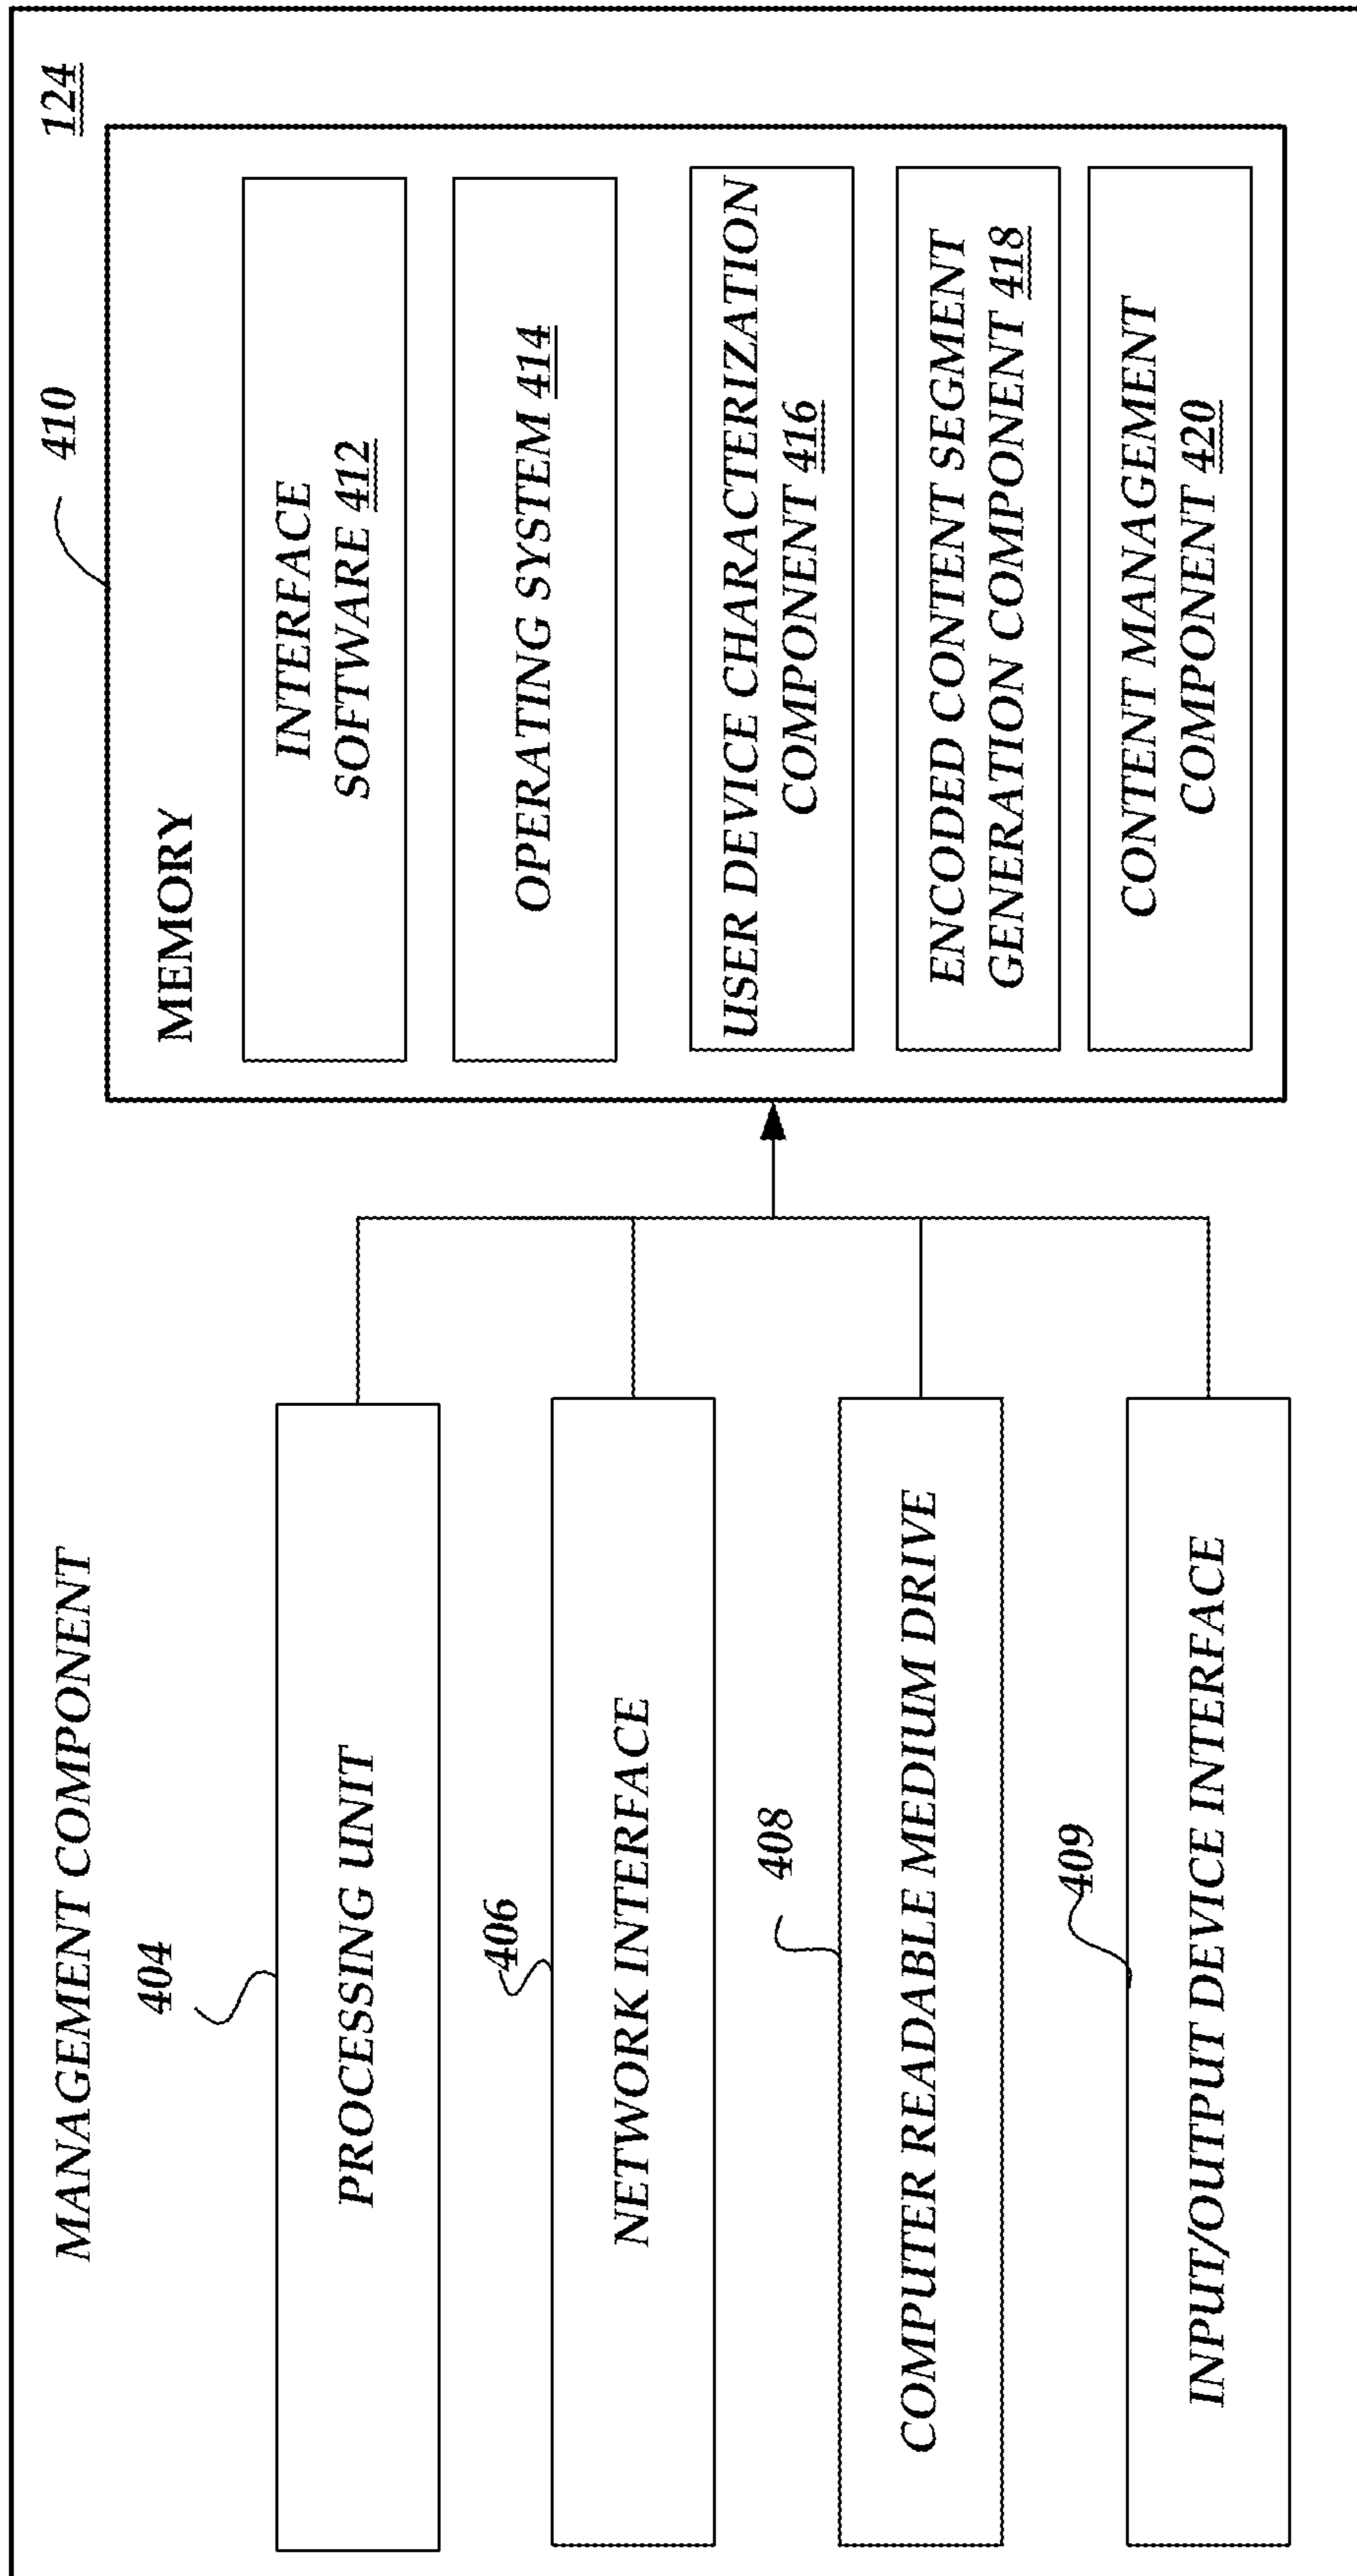 MANAGEMENT COMPONENT
124
404
PROCESSING UNIT
406
NETWORK INTERFACE
408
COMPUTER READABLE MEDIUM DRIVE
409
INPUT/OUTPUT DEVICE INTERFACE
410
MEMORY
INTERFACE
SOFTWARE 412
OPERATING SYSTEM 414
USER DEVICE CHARACTERIZATION
COMPONENT 416
ENCODED CONTENT SEGMENT
GENERATION COMPONENT 418
CONTENT MANAGEMENT
COMPONENT 420